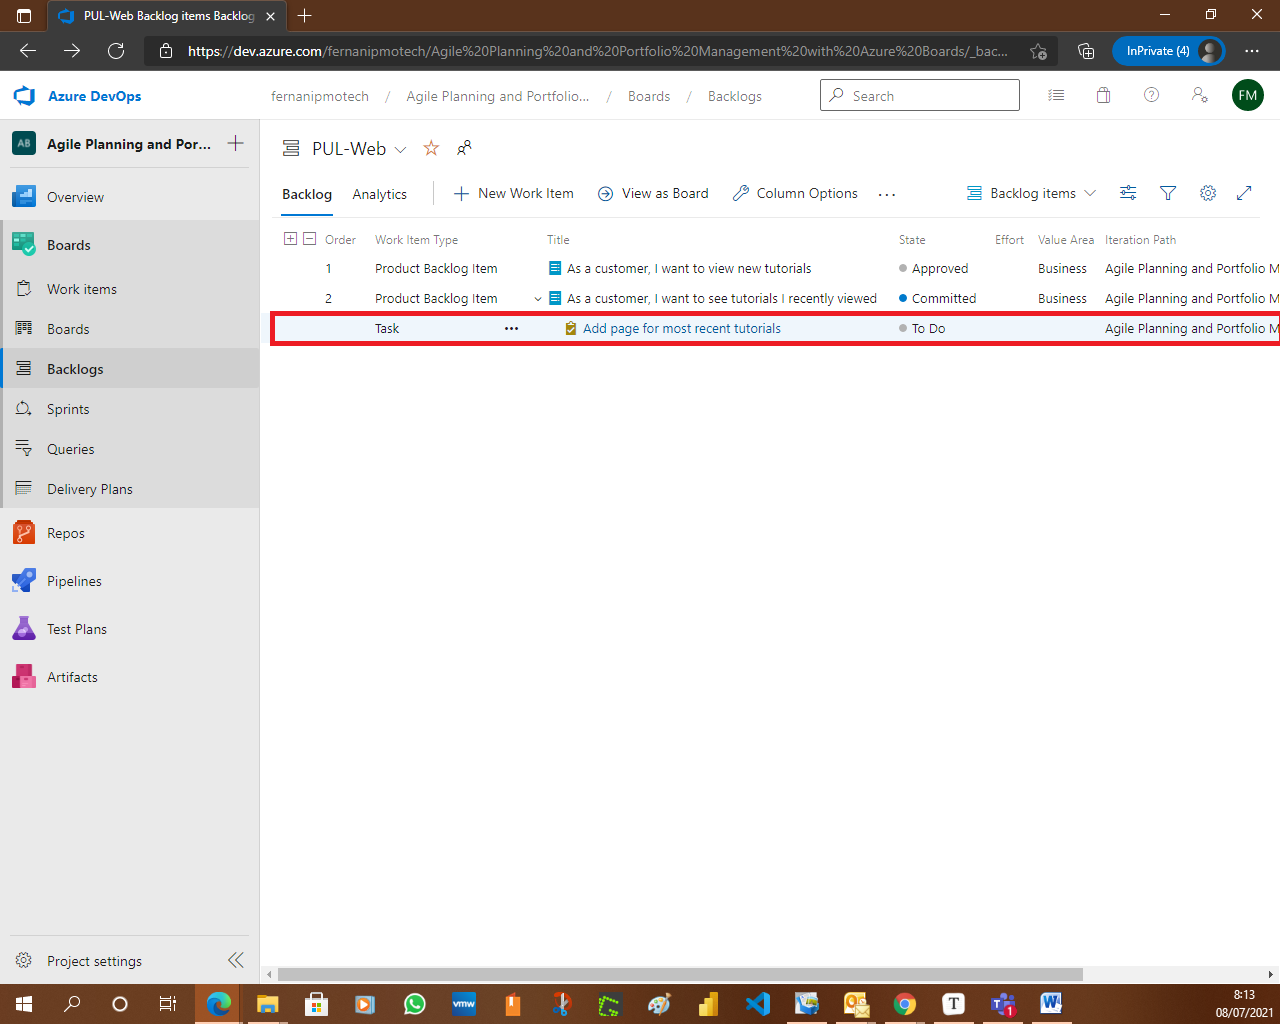 PUL-Web Backlog items Backlog
https://dev.azure.com/fernanipmotech/Agile%20Planning%20and%20Portfolio%20Management%20with%20Azure%20Boards/_bac...
InPrivate (4)
Azure DevOps
fernanipmotech / Agile Planning and Portfolio... / Boards / Backlogs
Search
FM
AB Agile Planning and Por...
Overview
Boards
Work items
Boards
Backlogs
Sprints
Queries
Delivery Plans
Repos
Pipelines
Test Plans
Artifacts
Project settings
PUL-Web
Backlog Analytics New Work Item View as Board Column Options Backlog items
Order Work Item Type Title State Effort Value Area Iteration Path
1 Product Backlog Item As a customer, I want to view new tutorials Approved Business Agile Planning and Portfolio M
2 Product Backlog Item As a customer, I want to see tutorials I recently viewed Committed Business Agile Planning and Portfolio M
Task Add page for most recent tutorials To Do Agile Planning and Portfolio M
vmw
T
1
8:13
08/07/2021